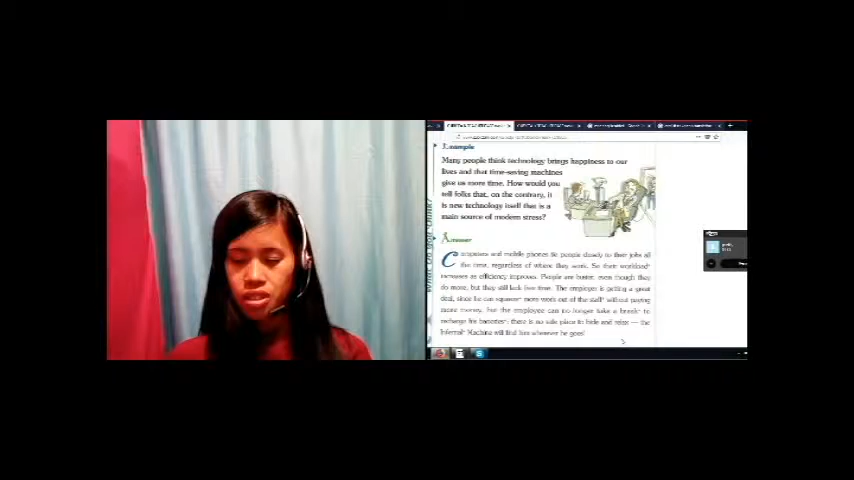 Example
Many people think technology brings happiness to our
lives and that time-saving machines
give us more time. How would you
tell folks that, on the contrary, it
is new technology itself that is a
main source of modern stress?
Answer
Computers and mobile phones tie people closely to their jobs all
the time, regardless of where they work. So their workload
increases as efficiency improves. People are busier, even though they
do more, but they still lack free time. The employer is getting a great
deal, since he can squeeze more work out of the staff without paying
more money, but the employee can no longer take a break to
recharge his batteries; there is no safe place to hide and relax — the
Infernal Machine will find him wherever he goes!
What Do You Think?